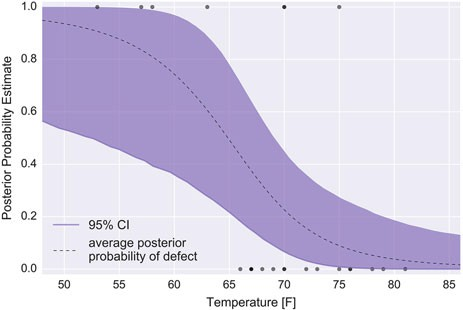 Posterior Probability Estimate
1.0
0.8
0.6
0.4
0.2
0.0
95% CI
average posterior
probability of defect
50 55 60 65 70 75 80 85
Temperature [F]